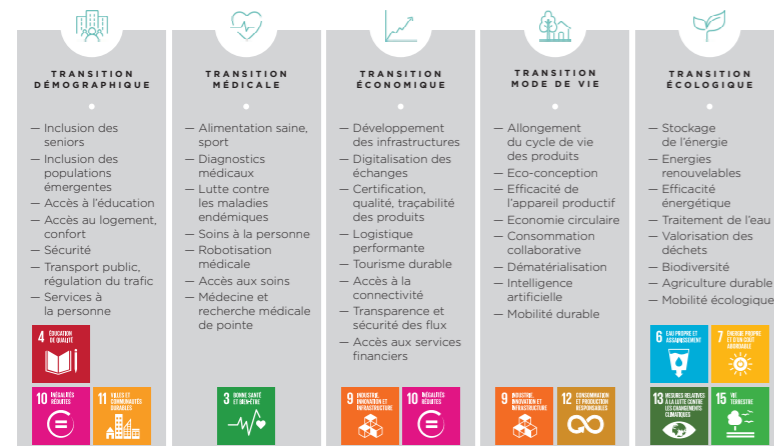 TRANSITION
DÉMOGRAPHIQUE
— Inclusion des
seniors
— Inclusion des
populations
émergentes
— Accès à l'éducation
— Accès au logement,
confort
— Sécurité
— Transport public,
régulation du trafic
— Services à
la personne
4 ÉDUCATION
DE QUALITÉ
10 INÉGALITÉS
RÉDUITES
11 VILLES ET
COMMUNAUTÉS
DURABLES
TRANSITION
MÉDICALE
— Alimentation saine,
sport
— Diagnostics
médicaux
— Lutte contre
les maladies
endémiques
— Soins à la personne
— Robotisation
médicale
— Accès aux soins
— Médecine et
recherche médicale
de pointe
3 BONNE SANTÉ
ET BIEN-ÊTRE
TRANSITION
ÉCONOMIQUE
— Développement
des infrastructures
— Digitalisation des
échanges
— Certification,
qualité, traçabilité
des produits
— Logistique
performante
— Tourisme durable
— Accès à la
connectivité
— Transparence et
sécurité des flux
— Accès aux services
financiers
9 INDUSTRIE,
INNOVATION ET
INFRASTRUCTURE
10 INÉGALITÉS
RÉDUITES
TRANSITION
MODE DE VIE
— Allongement
du cycle de vie
des produits
— Eco-conception
— Efficacité de
l'appareil productif
— Economie circulaire
— Consommation
collaborative
— Dématérialisation
— Intelligence
artificielle
— Mobilité durable
9 INDUSTRIE,
INNOVATION ET
INFRASTRUCTURE
12 CONSOMMATION
ET PRODUCTION
RESPONSABLES
TRANSITION
ÉCOLOGIQUE
— Stockage
de l'énergie
— Energies
renouvelables
— Efficacité
énergétique
— Traitement de l'eau
— Valorisation des
déchets
— Biodiversité
— Agriculture durable
— Mobilité écologique
6 EAU PROPRE ET
ASSAINISSEMENT
7 ÉNERGIE PROPRE
ET D'UN COÛT
ABORDABLE
13 MESURES RELATIVES
À LA LUTTE CONTRE
LES CHANGEMENTS
CLIMATIQUES
15 VIE
TERRESTRE